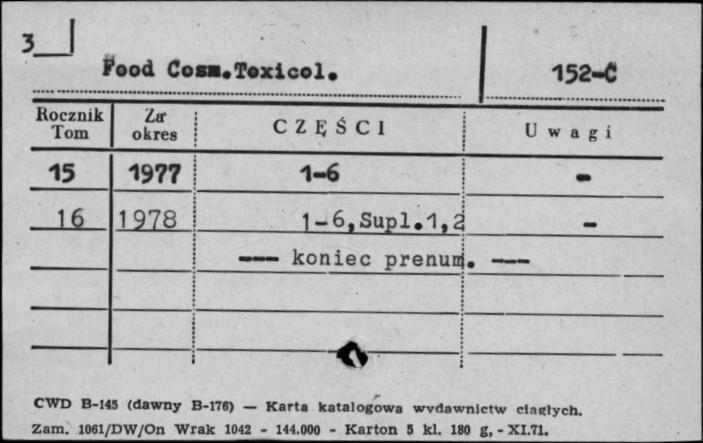 3
Food Cosm.Toxicol. 152-C
Rocznik Tom Za okres CZĘŚCI Uwagi
15 1977 1-6 -
16 1978 1-6,Supl.1,2 -
--- koniec prenum. ---
CWD B-145 (dawny B-176) — Karta katalogowa wydawnictw ciągłych.
Zam. 1061/DW/On Wrak 1042 - 144.000 - Karton 5 kl. 180 g, - XI.71.